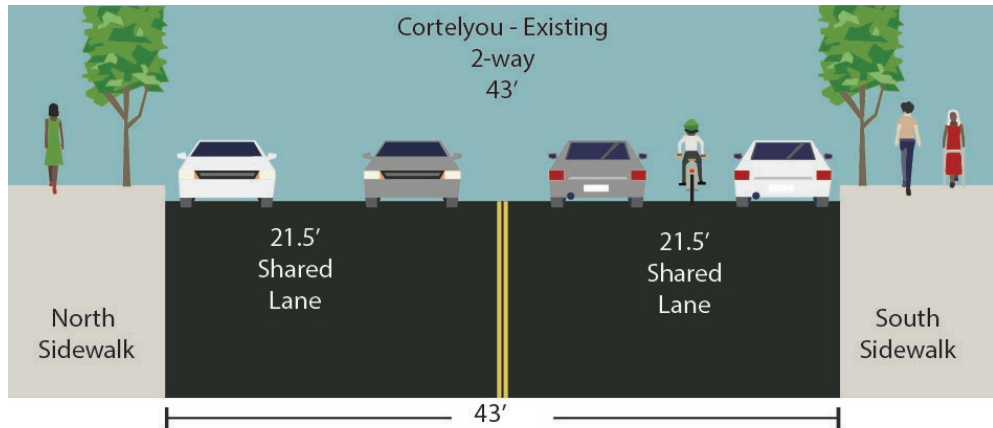 Cortelyou - Existing
2-way
43’
21.5’
Shared
Lane
21.5’
Shared
Lane
North
Sidewalk
South
Sidewalk
43’